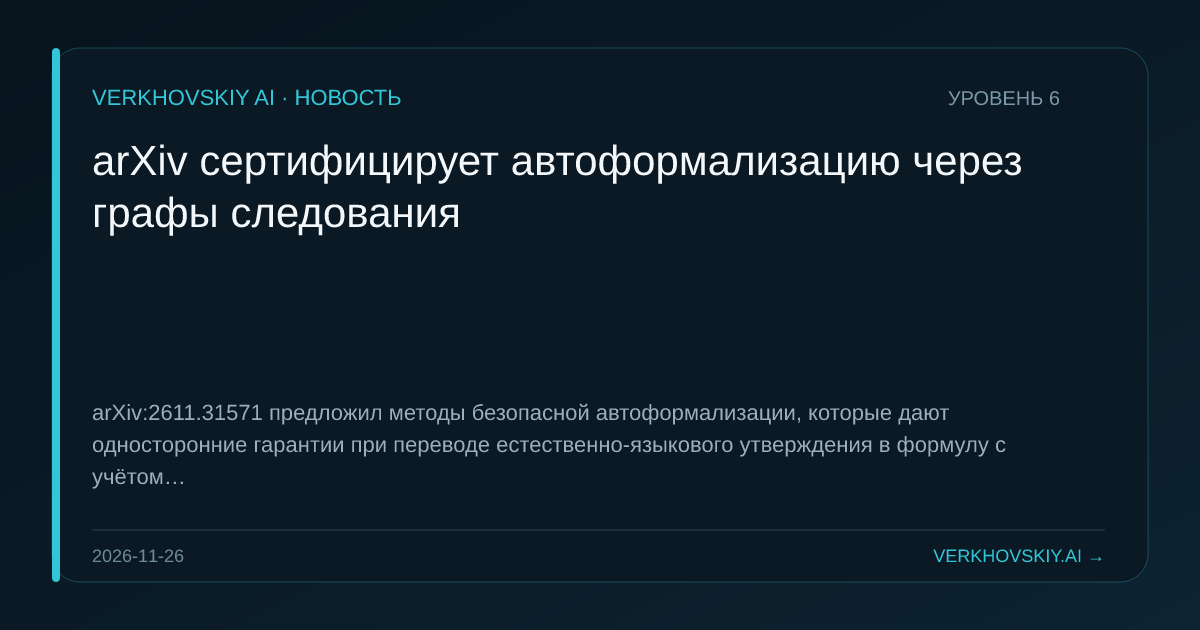 VERKHOVSKIY AI · НОВОСТЬ
УРОВЕНЬ 6
arXiv сертифицирует автоформализацию через
графы следования
arXiv:2611.31571 предложил методы безопасной автоформализации, которые дают
односторонние гарантии при переводе естественно-языкового утверждения в формулу с
учётом…
2026-11-26
VERKHOVSKIY.AI →